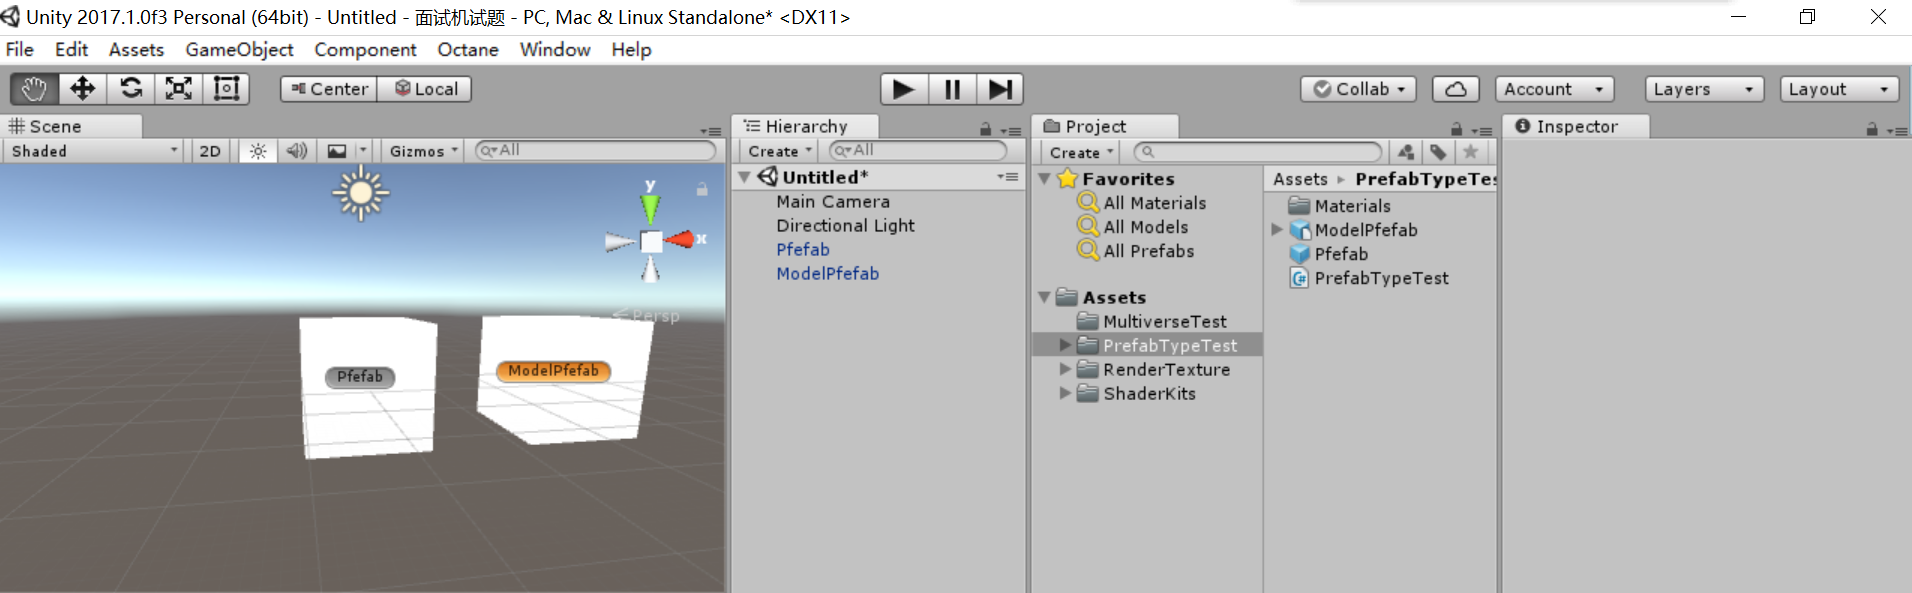 Unity 2017.1.0f3 Personal (64bit) - Untitled - 面试机试题 - PC, Mac & Linux Standalone* <DX11>
File Edit Assets GameObject Component Octane Window Help
Center Local Collab Account Layers Layout
Scene
Shaded 2D Gizmos All
y
x
Persp
Pfefab
ModelPfefab
Hierarchy
Create All
Untitled*
Main Camera
Directional Light
Pfefab
ModelPfefab
Project
Create
Favorites
All Materials
All Models
All Prefabs
Assets
MultiverseTest
PrefabTypeTest
RenderTexture
ShaderKits
Assets PrefabTypeTes
Materials
ModelPfefab
Pfefab
PrefabTypeTest
Inspector